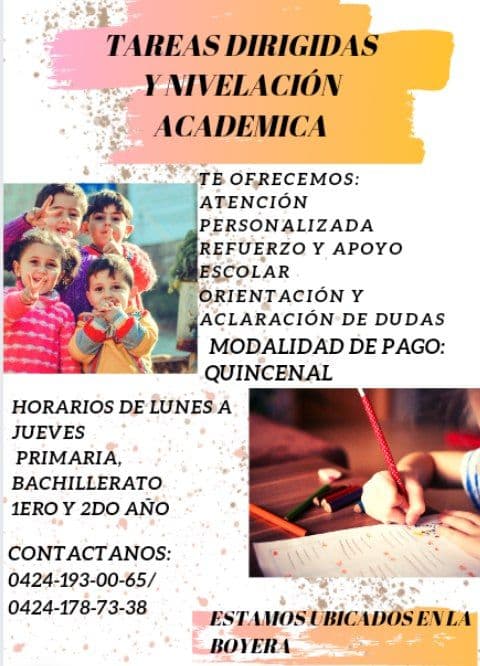 TAREAS DIRIGIDAS
Y NIVELACIÓN
ACADEMICA
TE OFRECEMOS:
ATENCIÓN
PERSONALIZADA
REFUERZO Y APOYO
ESCOLAR
ORIENTACIÓN Y
ACLARACIÓN DE DUDAS
MODALIDAD DE PAGO:
QUINCENAL
HORARIOS DE LUNES A
JUEVES
PRIMARIA,
BACHILLERATO
1ERO Y 2DO AÑO
CONTACTANOS:
0424-193-00-65/
0424-178-73-38
ESTAMOS UBICADOS EN LA
BOYERA